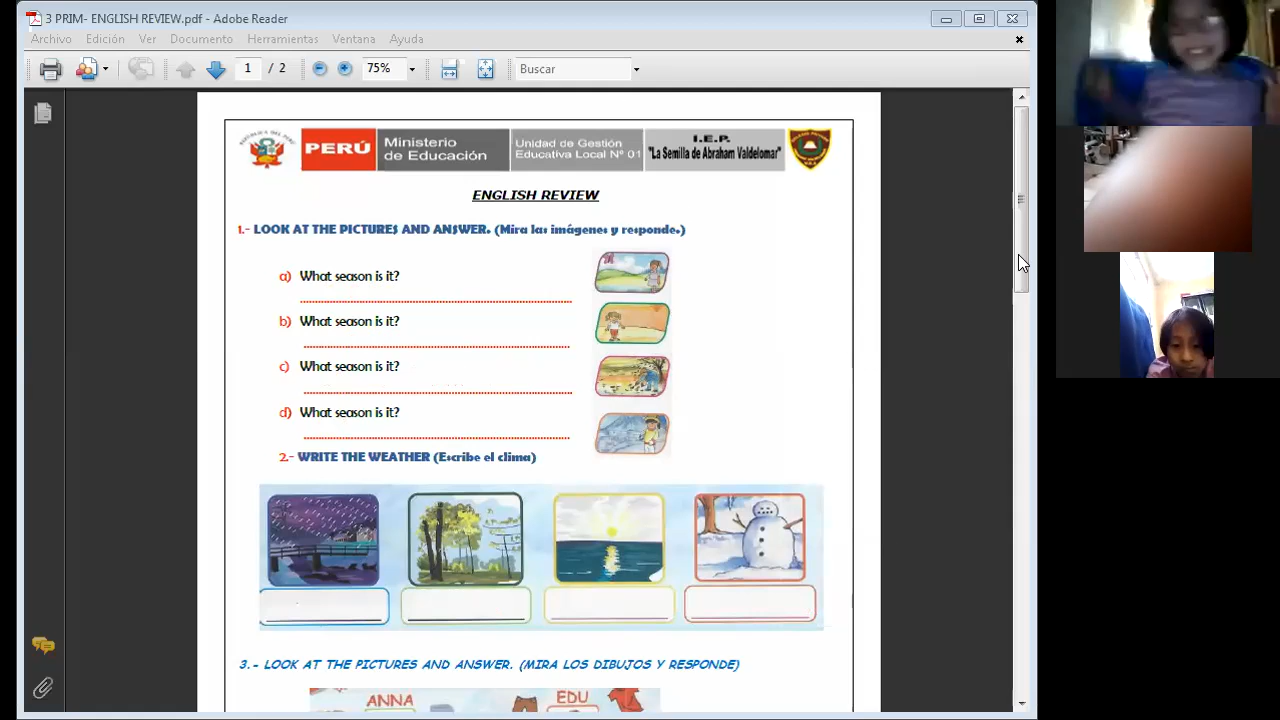 3 PRIM- ENGLISH REVIEW.pdf - Adobe Reader
Archivo Edición Ver Documento Herramientas Ventana Ayuda
1 / 2 75% Buscar
PERÚ
Ministerio de Educación
Unidad de Gestión Educativa Local Nº 01
I.E.P. "La Semilla de Abraham Valdelomar"
ENGLISH REVIEW
1.- LOOK AT THE PICTURES AND ANSWER. (Mira las imágenes y responde.)
a) What season is it?
b) What season is it?
c) What season is it?
d) What season is it?
2.- WRITE THE WEATHER (Escribe el clima)
3.- LOOK AT THE PICTURES AND ANSWER. (MIRA LOS DIBUJOS Y RESPONDE)
ANNA EDU